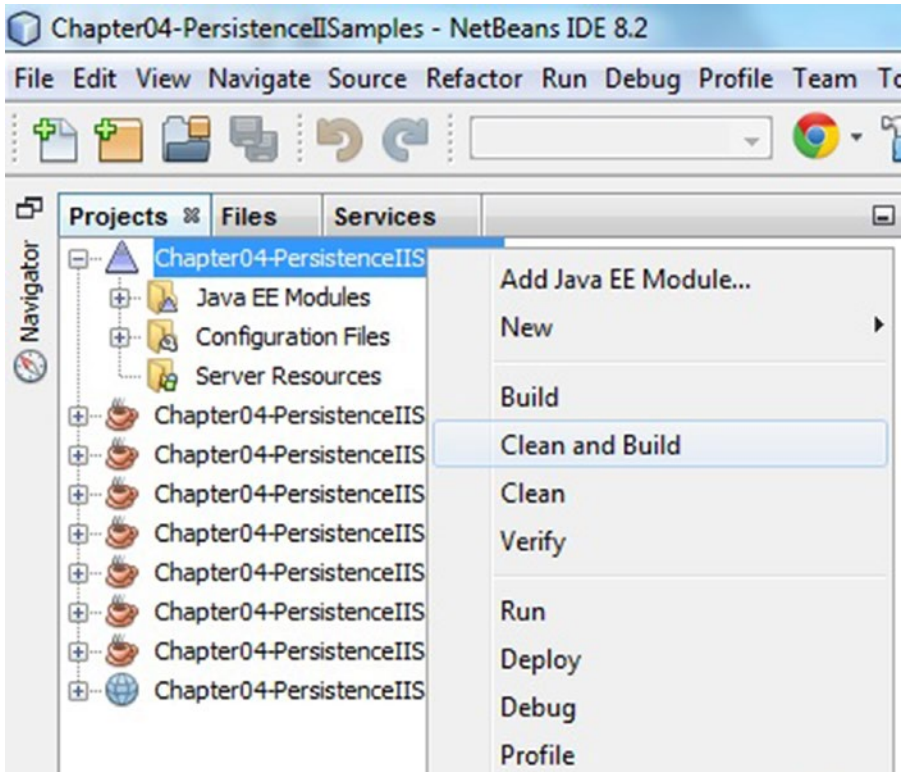 Chapter04-PersistenceIISamples - NetBeans IDE 8.2
File Edit View Navigate Source Refactor Run Debug Profile Team
Projects Files Services
Navigator
Chapter04-PersistenceIIS
Java EE Modules
Configuration Files
Server Resources
Chapter04-PersistenceIIS
Chapter04-PersistenceIIS
Chapter04-PersistenceIIS
Chapter04-PersistenceIIS
Chapter04-PersistenceIIS
Chapter04-PersistenceIIS
Chapter04-PersistenceIIS
Chapter04-PersistenceIIS
Add Java EE Module...
New
Build
Clean and Build
Clean
Verify
Run
Deploy
Debug
Profile